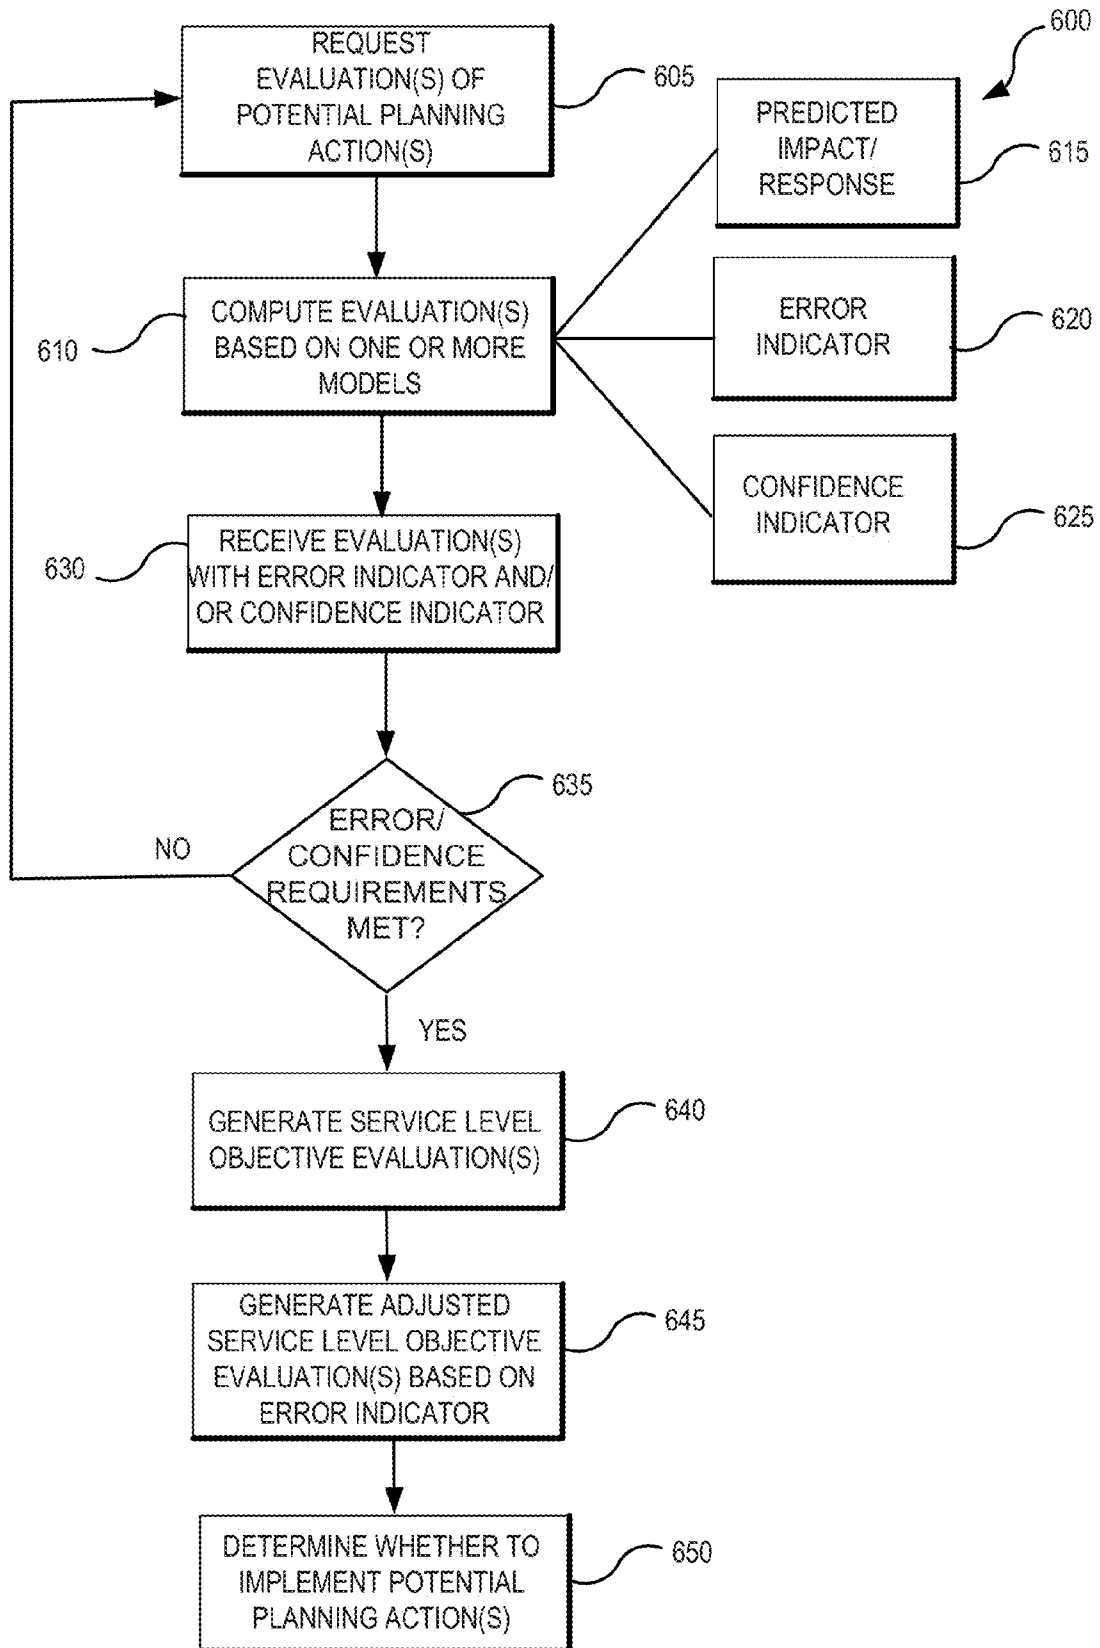 600
REQUEST
EVALUATION(S) OF
POTENTIAL PLANNING
ACTION(S)
605
PREDICTED
IMPACT/
RESPONSE
615
COMPUTE EVALUATION(S)
BASED ON ONE OR MORE
MODELS
610
ERROR
INDICATOR
620
CONFIDENCE
INDICATOR
625
RECEIVE EVALUATION(S)
WITH ERROR INDICATOR AND/
OR CONFIDENCE INDICATOR
630
ERROR/
CONFIDENCE
REQUIREMENTS
MET?
635
NO
YES
GENERATE SERVICE LEVEL
OBJECTIVE EVALUATION(S)
640
GENERATE ADJUSTED
SERVICE LEVEL OBJECTIVE
EVALUATION(S) BASED ON
ERROR INDICATOR
645
DETERMINE WHETHER TO
IMPLEMENT POTENTIAL
PLANNING ACTION(S)
650